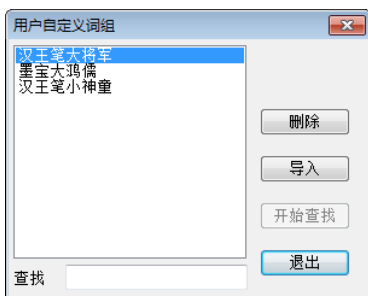 用户自定义词组
汉王笔大将军
墨宝大鸿儒
汉王笔小神童
删除
导入
开始查找
退出
查找